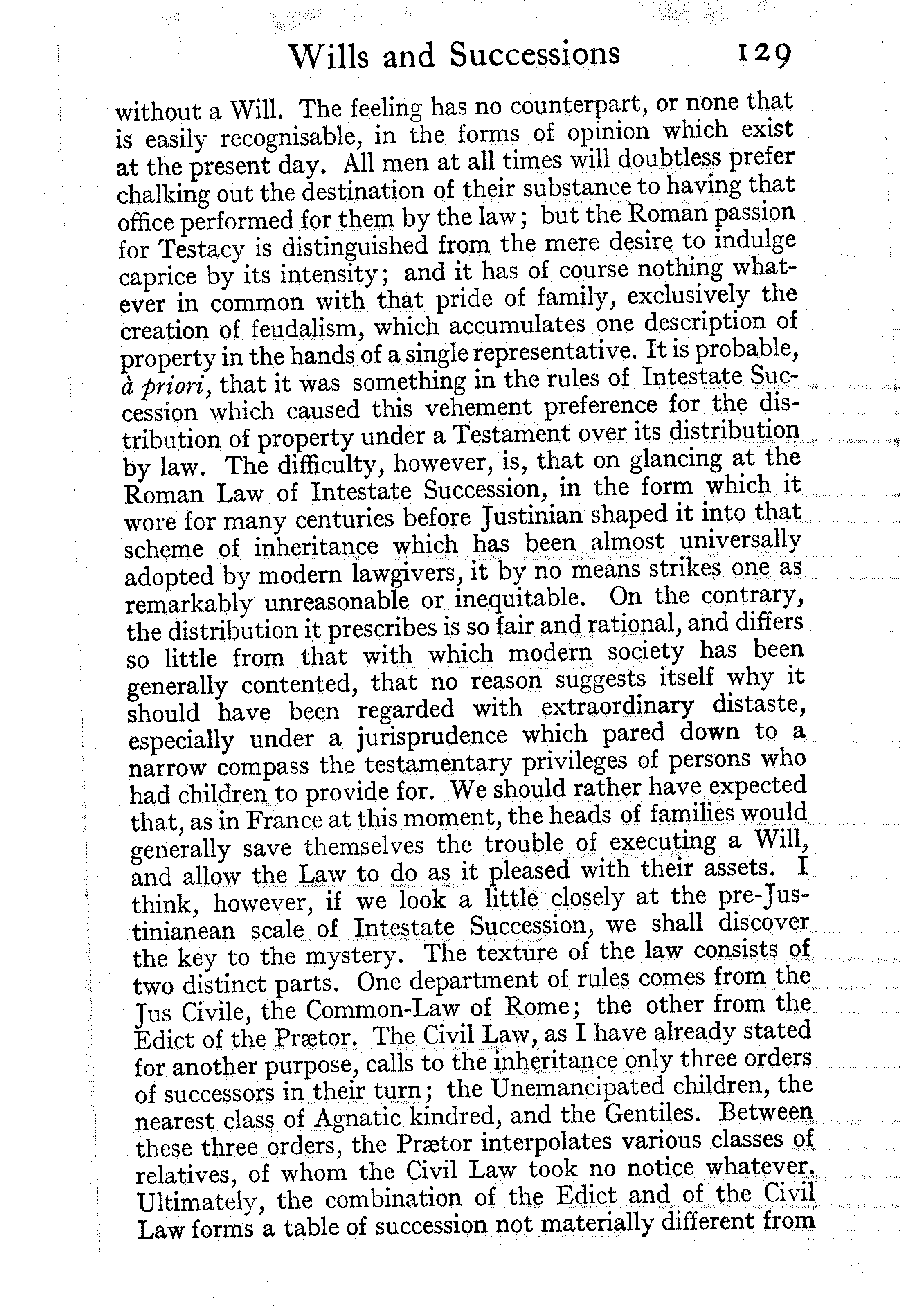 Wills and Successions 129
without a Will. The feeling has no counterpart, or none that
is easily recognisable, in the forms of opinion which exist
at the present day. All men at all times will doubtless prefer
chalking out the destination of their substance to having that
office performed for them by the law; but the Roman passion
for Testacy is distinguished from the mere desire to indulge
caprice by its intensity; and it has of course nothing what-
ever in common with that pride of family, exclusively the
creation of feudalism, which accumulates one description of
property in the hands of a single representative. It is probable,
à priori, that it was something in the rules of Intestate Suc-
cession which caused this vehement preference for the dis-
tribution of property under a Testament over its distribution
by law. The difficulty, however, is, that on glancing at the
Roman Law of Intestate Succession, in the form which it
wore for many centuries before Justinian shaped it into that
scheme of inheritance which has been almost universally
adopted by modern lawgivers, it by no means strikes one as
remarkably unreasonable or inequitable. On the contrary,
the distribution it prescribes is so fair and rational, and differs
so little from that with which modern society has been
generally contented, that no reason suggests itself why it
should have been regarded with extraordinary distaste,
especially under a jurisprudence which pared down to a
narrow compass the testamentary privileges of persons who
had children to provide for. We should rather have expected
that, as in France at this moment, the heads of families would
generally save themselves the trouble of executing a Will,
and allow the Law to do as it pleased with their assets. I
think, however, if we look a little closely at the pre-Jus-
tinianean scale of Intestate Succession, we shall discover
the key to the mystery. The texture of the law consists of
two distinct parts. One department of rules comes from the
Jus Civile, the Common-Law of Rome; the other from the
Edict of the Prætor. The Civil Law, as I have already stated
for another purpose, calls to the inheritance only three orders
of successors in their turn; the Unemancipated children, the
nearest class of Agnatic kindred, and the Gentiles. Between
these three orders, the Prætor interpolates various classes of
relatives, of whom the Civil Law took no notice whatever.
Ultimately, the combination of the Edict and of the Civil
Law forms a table of succession not materially different from